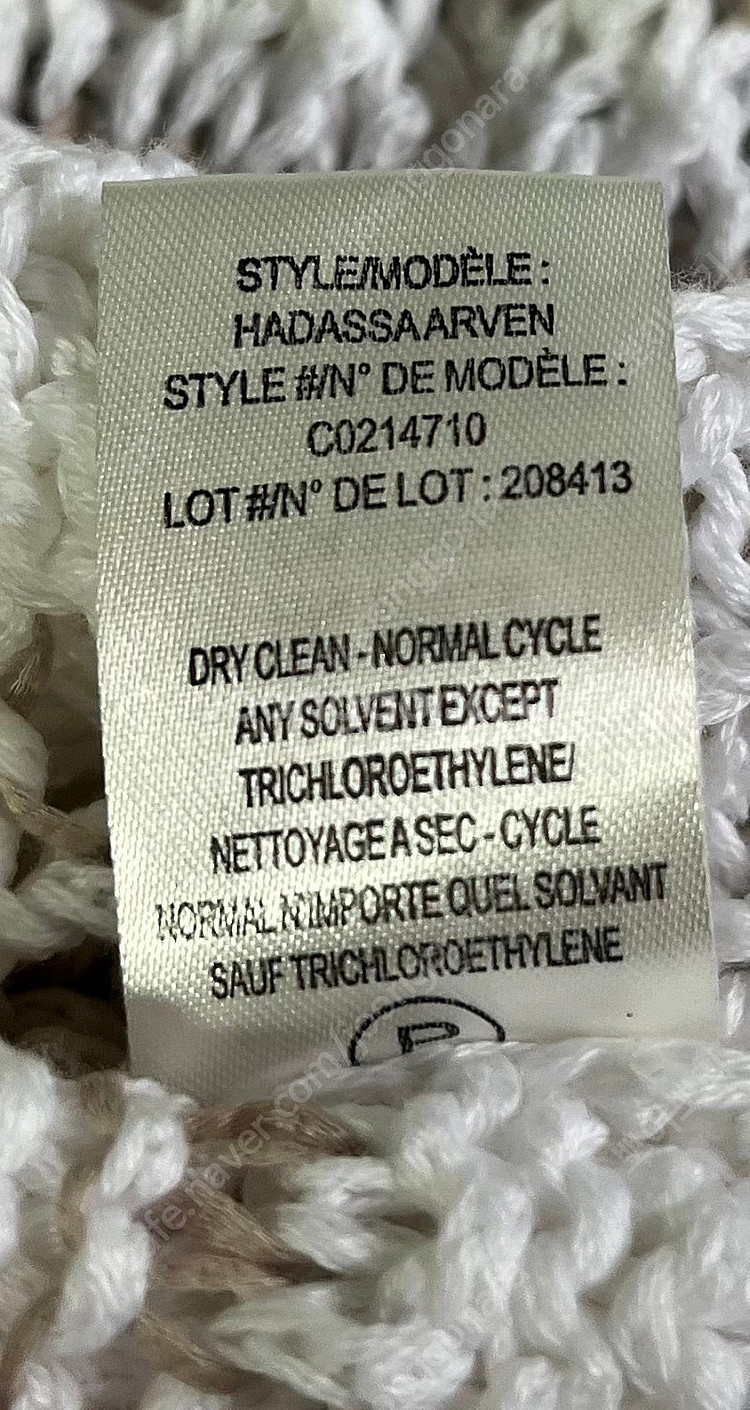 STYLE/MODÈLE :
HADASSAARVEN
STYLE #/N° DE MODÈLE :
C0214710
LOT #/N° DE LOT : 208413
DRY CLEAN - NORMAL CYCLE
ANY SOLVENT EXCEPT
TRICHLOROETHYLENE/
NETTOYAGE A SEC - CYCLE
NORMAL N'IMPORTE QUEL SOLVANT
SAUF TRICHLOROETHYLENE
P